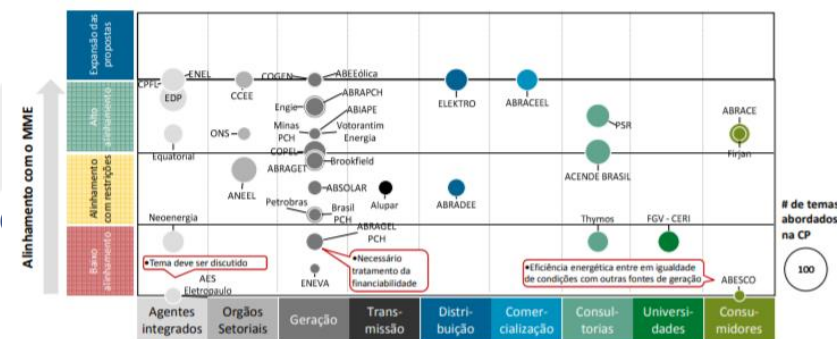 Alinhamento com o MME
Expansão das
propostas
Alto
alinhamento
Alinhamento
com restrições
Baixo
alinhamento
ENEL
CPFL
EDP
Equatorial
Neoenergia
•Tema deve ser discutido
AES
Eletropaulo
CCEE
ONS
ANEEL
COGEN
ABEEólica
ABRAPCH
Engie
ABIAPE
Minas
PCH
Votorantim
Energia
COPEL
ABRAGET
Brookfield
ABSOLAR
Petrobras
Brasil
PCH
ABRAGEL
PCH
•Necessário
tratamento da
financiabilidade
ENEVA
Alupar
ELEKTRO
ABRADEE
ABRACEEL
PSR
ACENDE BRASIL
Thymos
FGV - CERI
•Eficiência energética entre em igualdade
de condições com outras fontes de geração
ABRACE
Firjan
ABESCO
# de temas
abordados
na CP
100
Agentes
integrados
Orgãos
Setoriais
Geração
Trans-
missão
Distri-
buição
Comer-
cialização
Consul-
torias
Universi-
dades
Consu-
midores